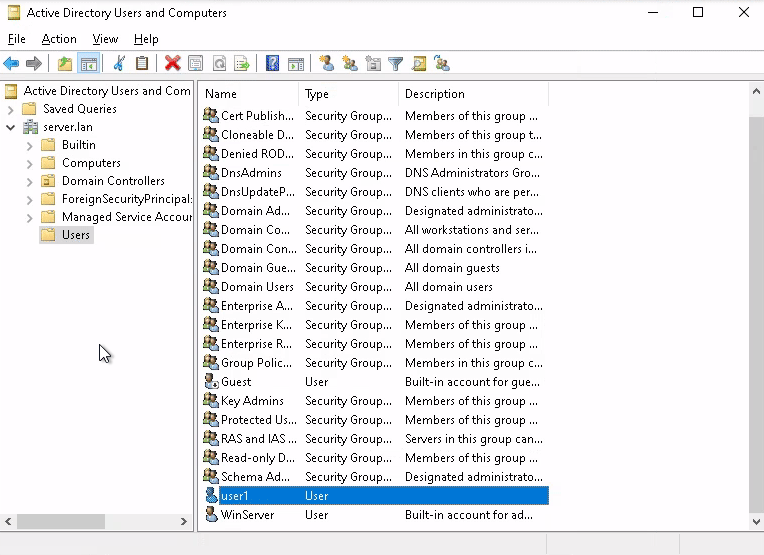 Active Directory Users and Computers
File Action View Help
Active Directory Users and Com
Saved Queries
server.lan
Builtin
Computers
Domain Controllers
ForeignSecurityPrincipal:
Managed Service Accour
Users
Name Type Description
Cert Publish... Security Group... Members of this group ...
Cloneable D... Security Group... Members of this group t...
Denied ROD... Security Group... Members in this group c...
DnsAdmins Security Group... DNS Administrators Gro...
DnsUpdateP... Security Group... DNS clients who are per...
Domain Ad... Security Group... Designated administrato...
Domain Co... Security Group... All workstations and ser...
Domain Con... Security Group... All domain controllers i...
Domain Gue... Security Group... All domain guests
Domain Users Security Group... All domain users
Enterprise A... Security Group... Designated administrato...
Enterprise K... Security Group... Members of this group ...
Enterprise R... Security Group... Members of this group ...
Group Polic... Security Group... Members in this group c...
Guest User Built-in account for gue...
Key Admins Security Group... Members of this group ...
Protected Us... Security Group... Members of this group ...
RAS and IAS ... Security Group... Servers in this group can...
Read-only D... Security Group... Members of this group ...
Schema Ad... Security Group... Designated administrato...
user1 User
WinServer User Built-in account for ad...